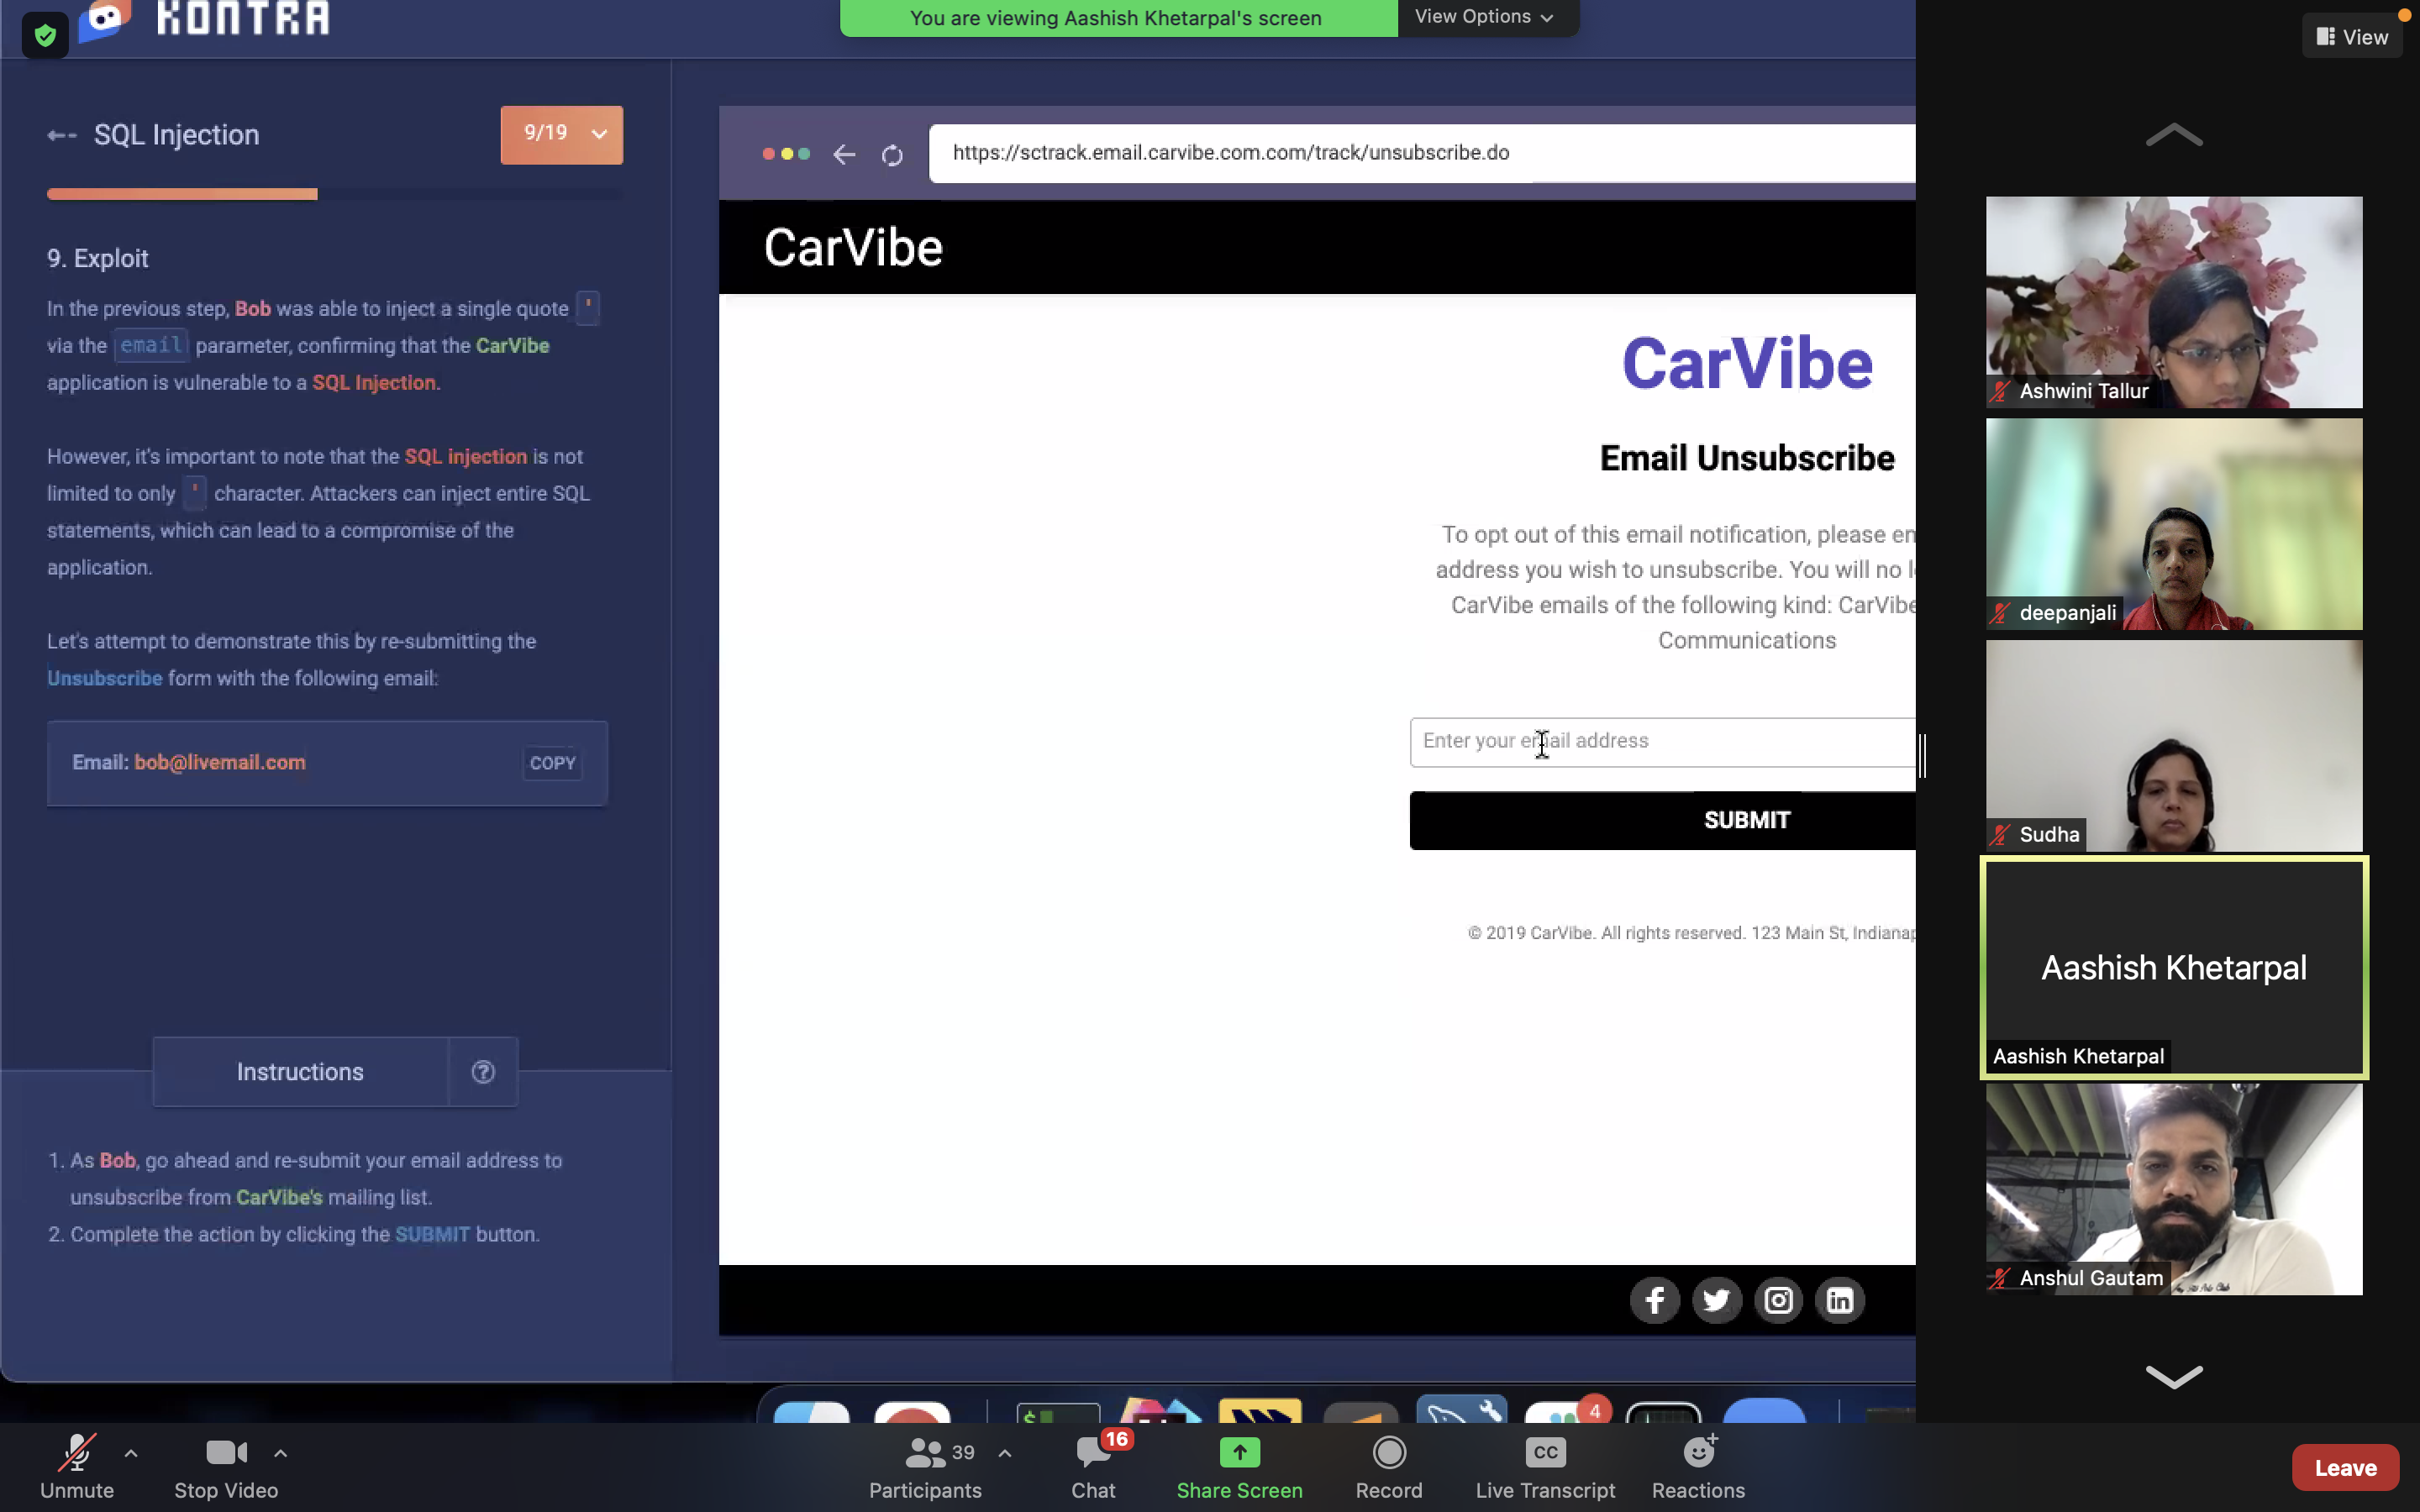 KONTRA
You are viewing Aashish Khetarpal's screen
View Options
View
SQL Injection
9/19
9. Exploit
In the previous step, Bob was able to inject a single quote '
via the email parameter, confirming that the CarVibe
application is vulnerable to a SQL Injection.
However, it's important to note that the SQL injection is not
limited to only ' character. Attackers can inject entire SQL
statements, which can lead to a compromise of the
application.
Let's attempt to demonstrate this by re-submitting the
Unsubscribe form with the following email:
Email: bob@livemail.com
COPY
Instructions
?
1. As Bob, go ahead and re-submit your email address to
unsubscribe from CarVibe's mailing list.
2. Complete the action by clicking the SUBMIT button.
https://sctrack.email.carvibe.com.com/track/unsubscribe.do
CarVibe
CarVibe
Email Unsubscribe
To opt out of this email notification, please en
address you wish to unsubscribe. You will no l
CarVibe emails of the following kind: CarVibe
Communications
Enter your email address
SUBMIT
© 2019 CarVibe. All rights reserved. 123 Main St, Indianap
Ashwini Tallur
deepanjali
Sudha
Aashish Khetarpal
Aashish Khetarpal
Anshul Gautam
4
Unmute
Stop Video
39
Participants
16
Chat
Share Screen
Record
CC
Live Transcript
Reactions
Leave